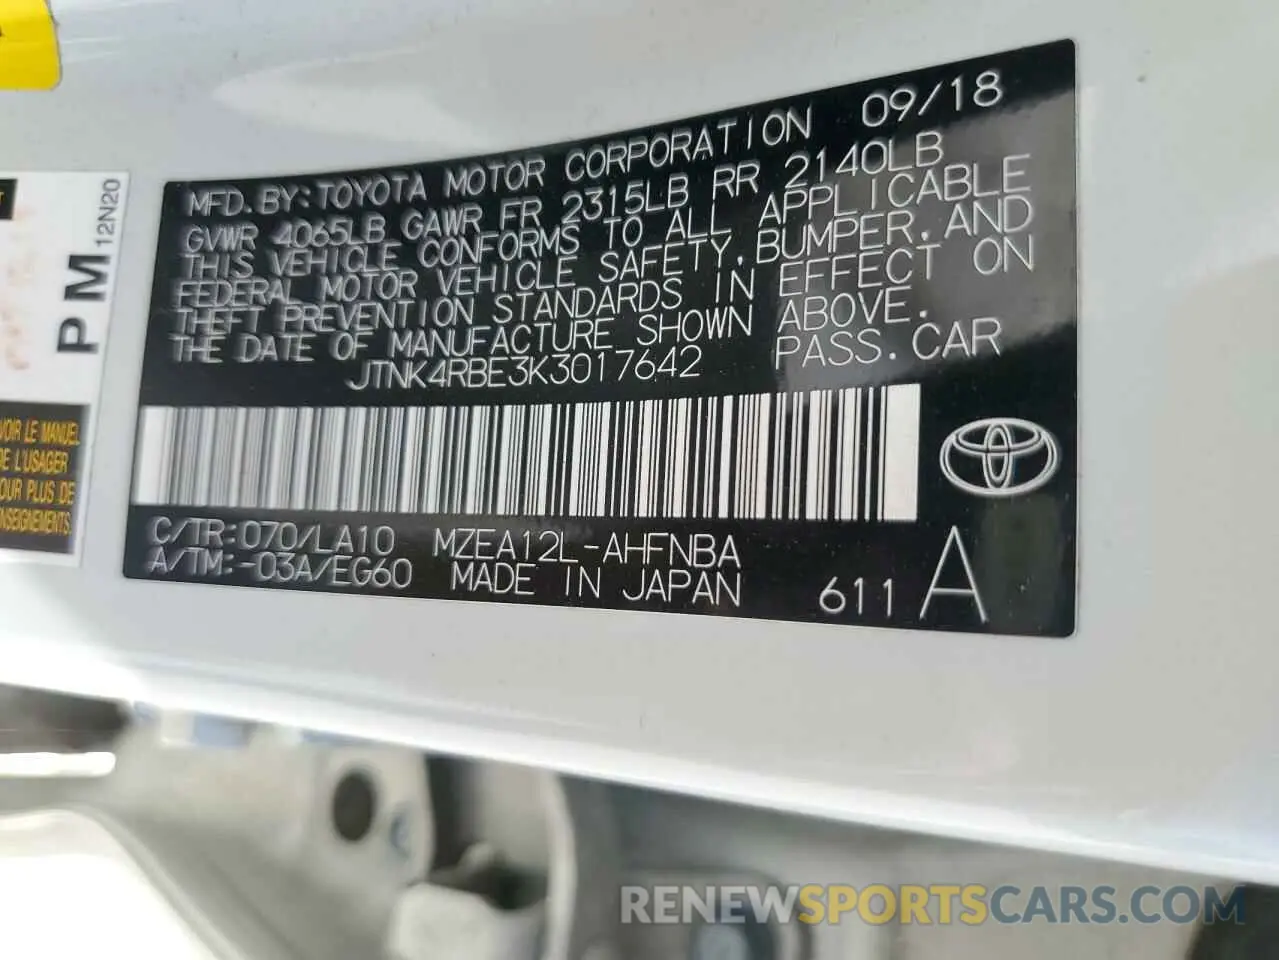 MFD. BY: TOYOTA MOTOR CORPORATION 09/18
GVWR 4065LB GAWR FR 2315LB RR 2140LB
THIS VEHICLE CONFORMS TO ALL APPLICABLE
FEDERAL MOTOR VEHICLE SAFETY, BUMPER, AND
THEFT PREVENTION STANDARDS IN EFFECT ON
THE DATE OF MANUFACTURE SHOWN ABOVE.
JTNK4RBE3K3017642 PASS. CAR
C/TR: 070/LA10 MZEA12L-AHFNBA
A/TM: -03A/EG60 MADE IN JAPAN 611 A
PM 12N20
VOIR LE MANUEL
DE L'USAGER
POUR PLUS DE
RENEWSPORTSCARS.COM